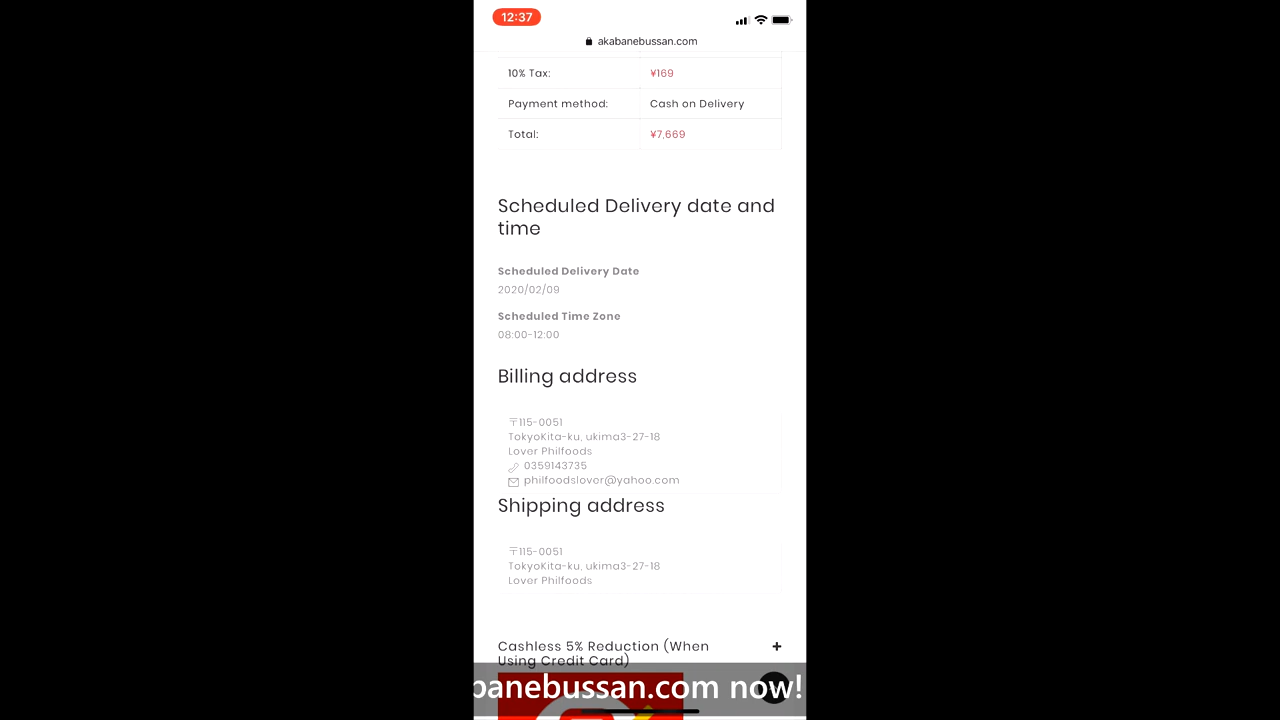 12:37
akabanebussan.com
10% Tax: ¥169
Payment method: Cash on Delivery
Total: ¥7,669
Scheduled Delivery date and
time
Scheduled Delivery Date
2020/02/09
Scheduled Time Zone
08:00-12:00
Billing address
〒115-0051
TokyoKita-ku, ukima3-27-18
Lover Philfoods
0359143735
philfoodslovor@yahoo.com
Shipping address
〒115-0051
TokyoKita-ku, ukima3-27-18
Lover Philfoods
Cashless 5% Reduction (When
Using Credit Card)
banebussan.com now!